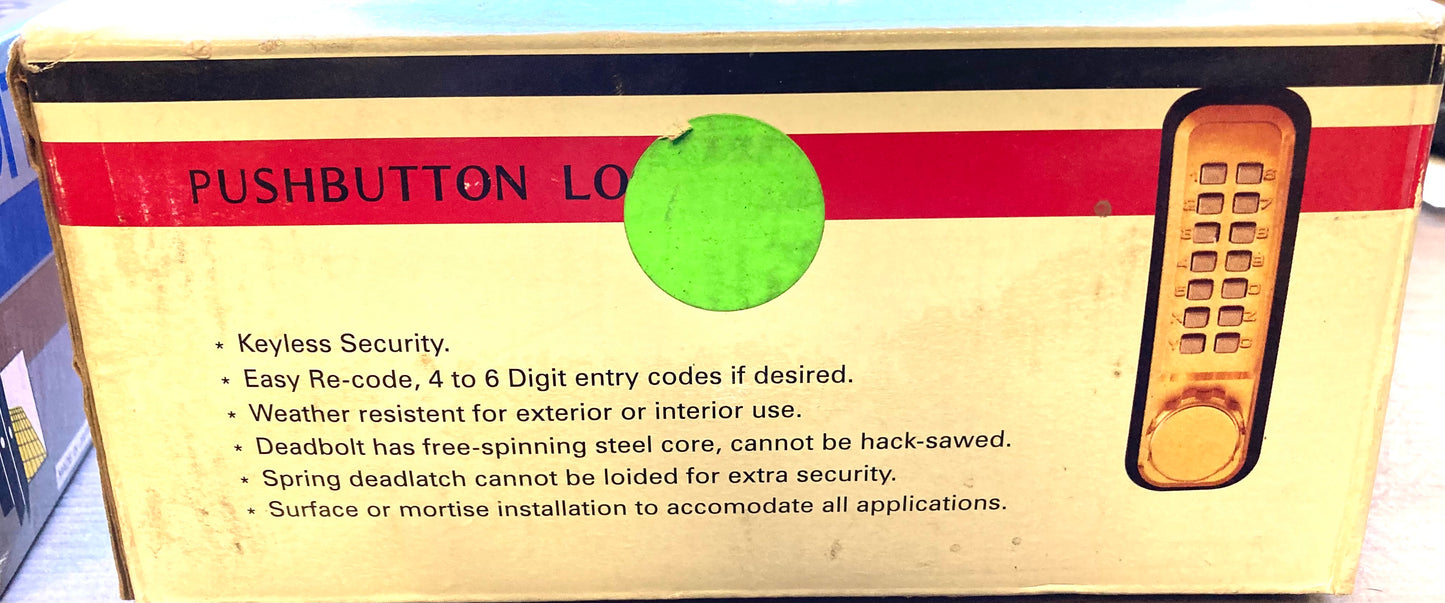 PUSHBUTTON LO
* Keyless Security.
* Easy Re-code, 4 to 6 Digit entry codes if desired.
* Weather resistent for exterior or interior use.
* Deadbolt has free-spinning steel core, cannot be hack-sawed.
* Spring deadlatch cannot be loided for extra security.
* Surface or mortise installation to accomodate all applications.